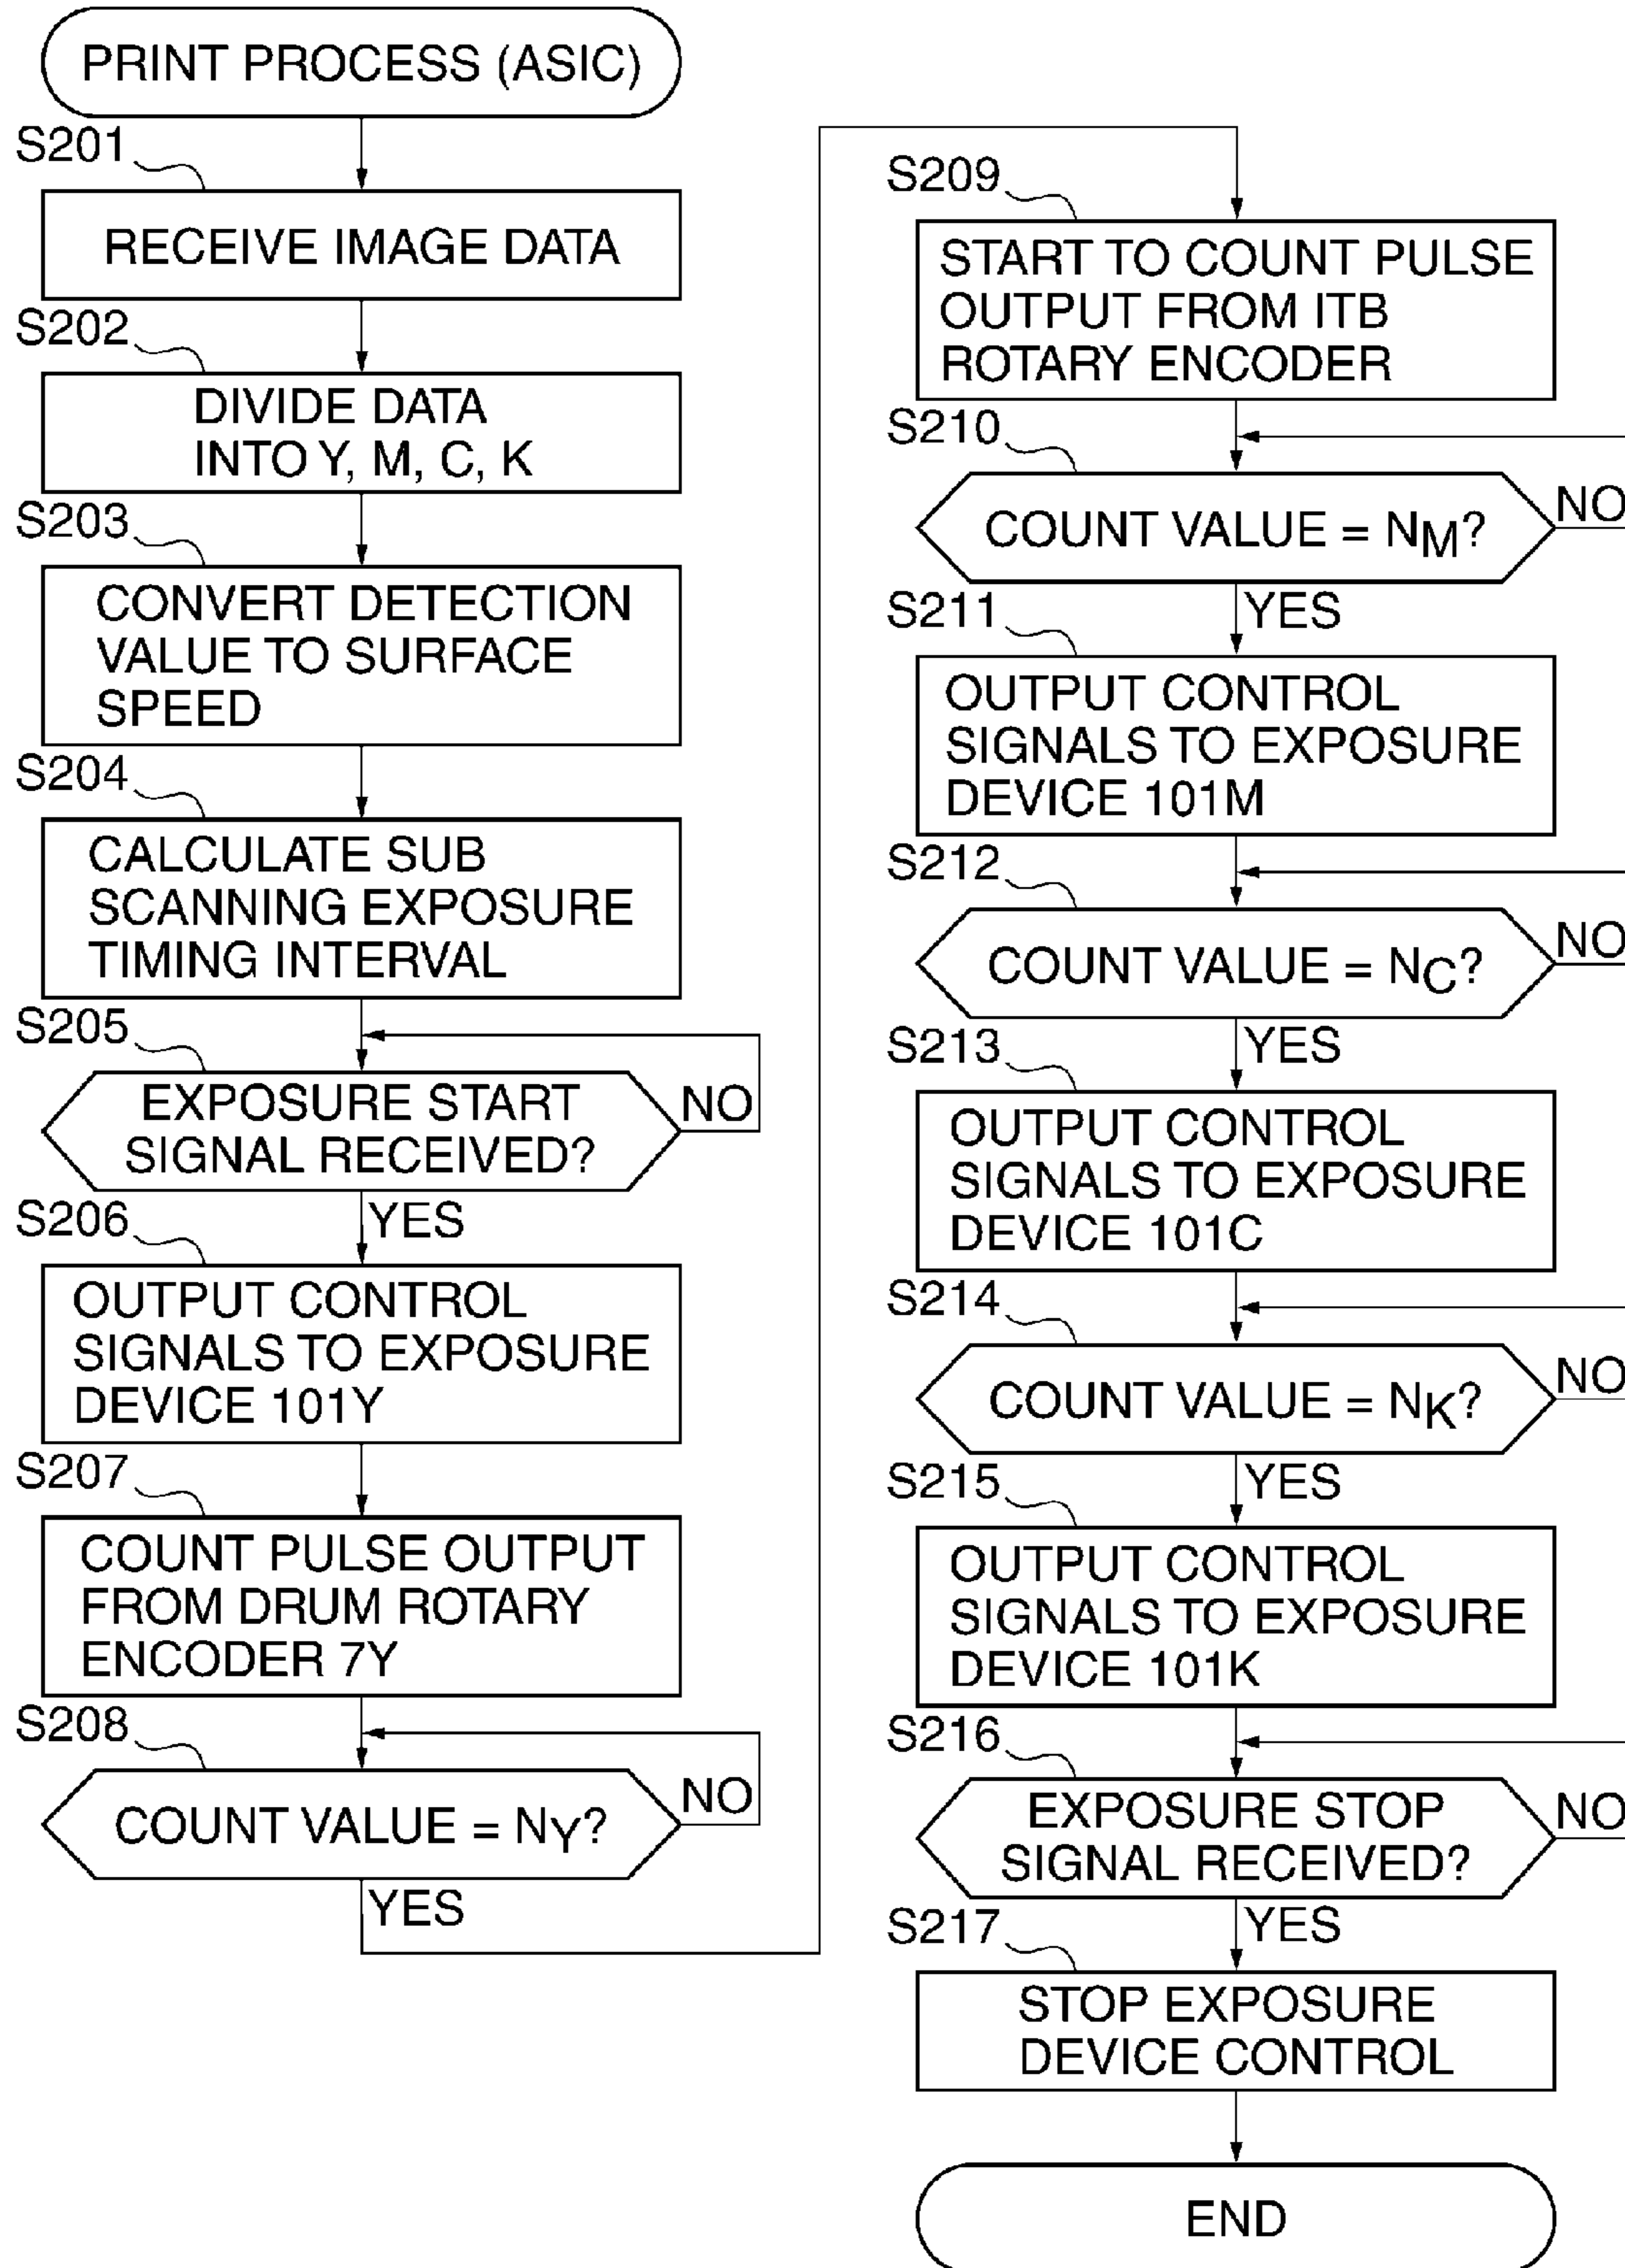 PRINT PROCESS (ASIC)
S201
RECEIVE IMAGE DATA
S202
DIVIDE DATA
INTO Y, M, C, K
S203
CONVERT DETECTION
VALUE TO SURFACE
SPEED
S204
CALCULATE SUB
SCANNING EXPOSURE
TIMING INTERVAL
S205
EXPOSURE START
SIGNAL RECEIVED?
NO
YES
S206
OUTPUT CONTROL
SIGNALS TO EXPOSURE
DEVICE 101Y
S207
COUNT PULSE OUTPUT
FROM DRUM ROTARY
ENCODER 7Y
S208
COUNT VALUE = NY?
NO
YES
S209
START TO COUNT PULSE
OUTPUT FROM ITB
ROTARY ENCODER
S210
COUNT VALUE = NM?
NO
YES
S211
OUTPUT CONTROL
SIGNALS TO EXPOSURE
DEVICE 101M
S212
COUNT VALUE = NC?
NO
YES
S213
OUTPUT CONTROL
SIGNALS TO EXPOSURE
DEVICE 101C
S214
COUNT VALUE = NK?
NO
YES
S215
OUTPUT CONTROL
SIGNALS TO EXPOSURE
DEVICE 101K
S216
EXPOSURE STOP
SIGNAL RECEIVED?
NO
YES
S217
STOP EXPOSURE
DEVICE CONTROL
END